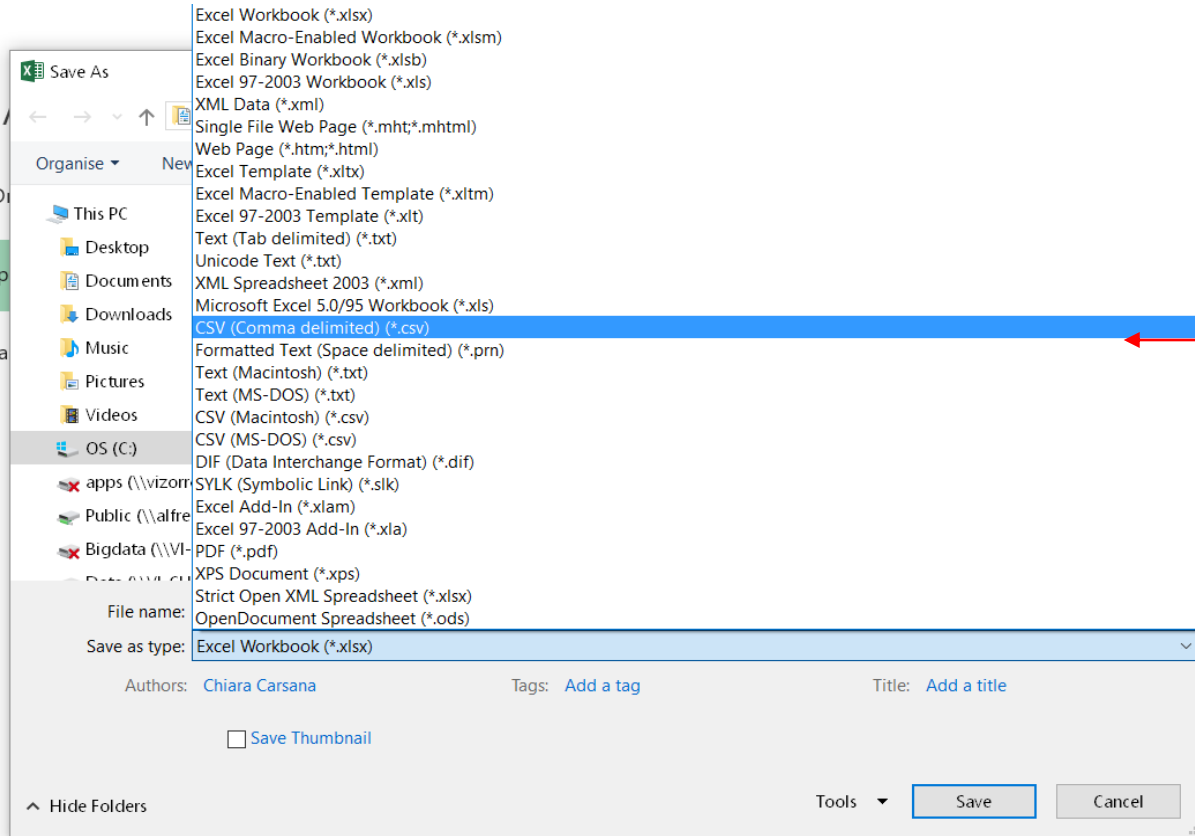 Excel Workbook (*.xlsx)
Excel Macro-Enabled Workbook (*.xlsm)
Excel Binary Workbook (*.xlsb)
Excel 97-2003 Workbook (*.xls)
XML Data (*.xml)
Single File Web Page (*.mht;*.mhtml)
Web Page (*.htm;*.html)
Excel Template (*.xltx)
Excel Macro-Enabled Template (*.xltm)
Excel 97-2003 Template (*.xlt)
Text (Tab delimited) (*.txt)
Unicode Text (*.txt)
XML Spreadsheet 2003 (*.xml)
Microsoft Excel 5.0/95 Workbook (*.xls)
CSV (Comma delimited) (*.csv)
Formatted Text (Space delimited) (*.prn)
Text (Macintosh) (*.txt)
Text (MS-DOS) (*.txt)
CSV (Macintosh) (*.csv)
CSV (MS-DOS) (*.csv)
DIF (Data Interchange Format) (*.dif)
SYLK (Symbolic Link) (*.slk)
Excel Add-In (*.xlam)
Excel 97-2003 Add-In (*.xla)
PDF (*.pdf)
XPS Document (*.xps)
Strict Open XML Spreadsheet (*.xlsx)
OpenDocument Spreadsheet (*.ods)
Save As
Organise New
This PC
Desktop
Documents
Downloads
Music
Pictures
Videos
OS (C:)
apps (\\vizorr
Public (\\alfre
Bigdata (\\VI-
File name:
Save as type: Excel Workbook (*.xlsx)
Authors: Chiara Carsana Tags: Add a tag Title: Add a title
Save Thumbnail
Hide Folders Tools Save Cancel